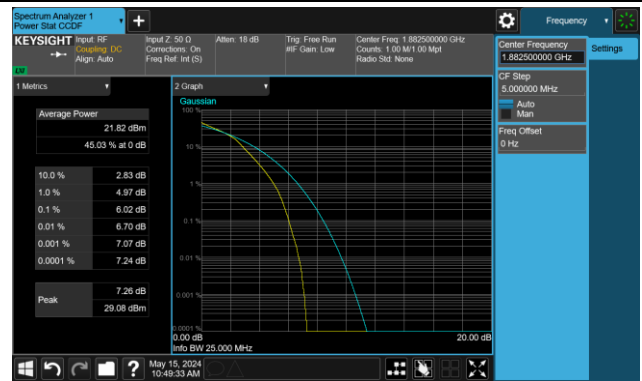 Spectrum Analyzer 1
Power Stat CCDF
Frequency
KEYSIGHT
Input: RF
Coupling: DC
Align: Auto
Input Z: 50 Ω
Corrections: On
Freq Ref: Int (S)
Atten: 18 dB
Trig: Free Run
#IF Gain: Low
Center Freq: 1.882500000 GHz
Counts: 1.00 M/1.00 Mpt
Radio Std: None
LW
Center Frequency
1.882500000 GHz
Settings
CF Step
5.000000 MHz
Auto
Man
Freq Offset
0 Hz
1 Metrics
Average Power
21.82 dBm
45.03 % at 0 dB
10.0 % 2.83 dB
1.0 % 4.97 dB
0.1 % 6.02 dB
0.01 % 6.70 dB
0.001 % 7.07 dB
0.0001 % 7.24 dB
Peak
7.26 dB
29.08 dBm
2 Graph
Gaussian
100 %
10 %
1 %
0.1 %
0.01 %
0.001 %
0.0001 %
0.00 dB
20.00 dB
Info BW 25.000 MHz
?
May 15, 2024
10:49:33 AM